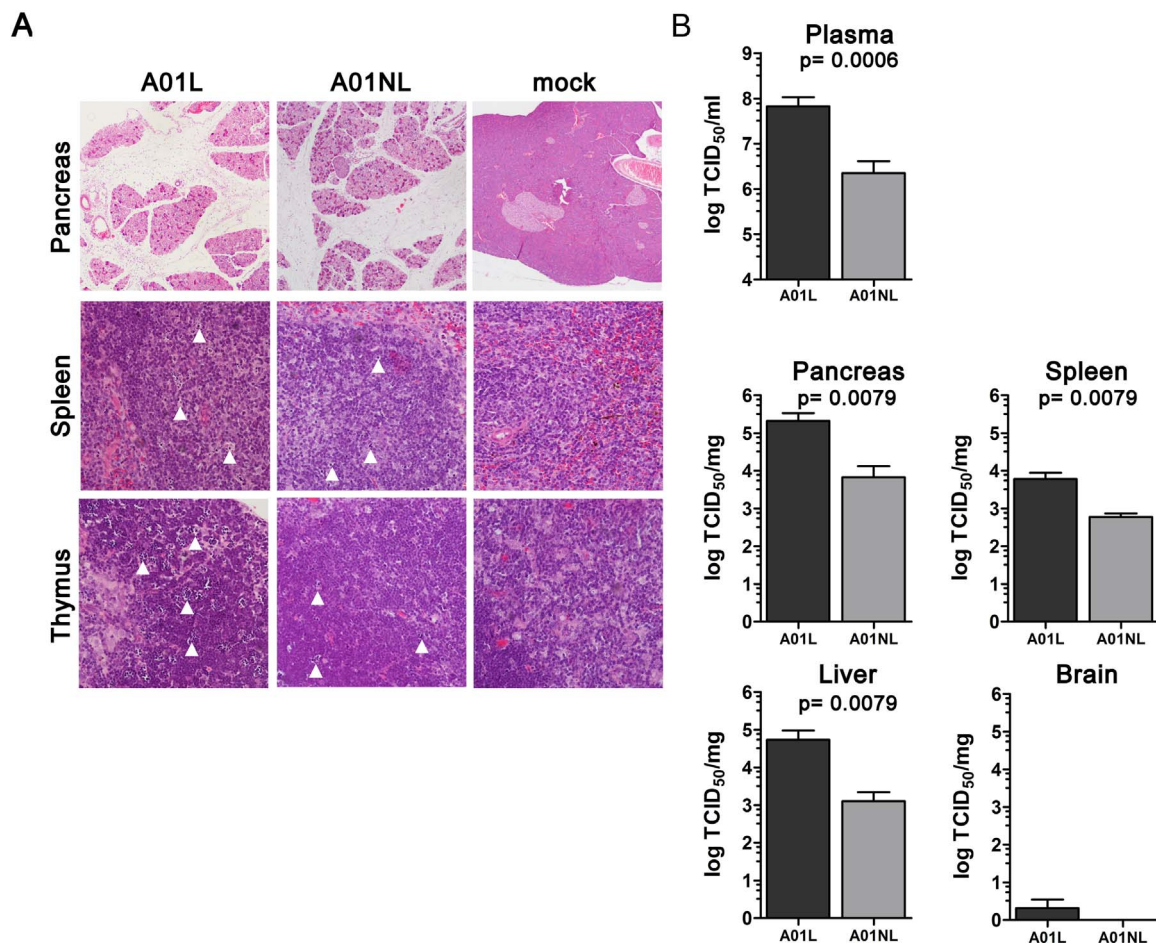 A
A01L A01NL mock
Pancreas
Spleen
Thymus
B
Plasma
p= 0.0006
log TCID50/ml
9
8
7
6
5
4
A01L A01NL
Pancreas
p= 0.0079
log TCID50/mg
6
5
4
3
2
1
0
A01L A01NL
Spleen
p= 0.0079
log TCID50/mg
6
5
4
3
2
1
0
A01L A01NL
Liver
p= 0.0079
log TCID50/mg
6
5
4
3
2
1
0
A01L A01NL
Brain
log TCID50/mg
6
5
4
3
2
1
0
A01L A01NL